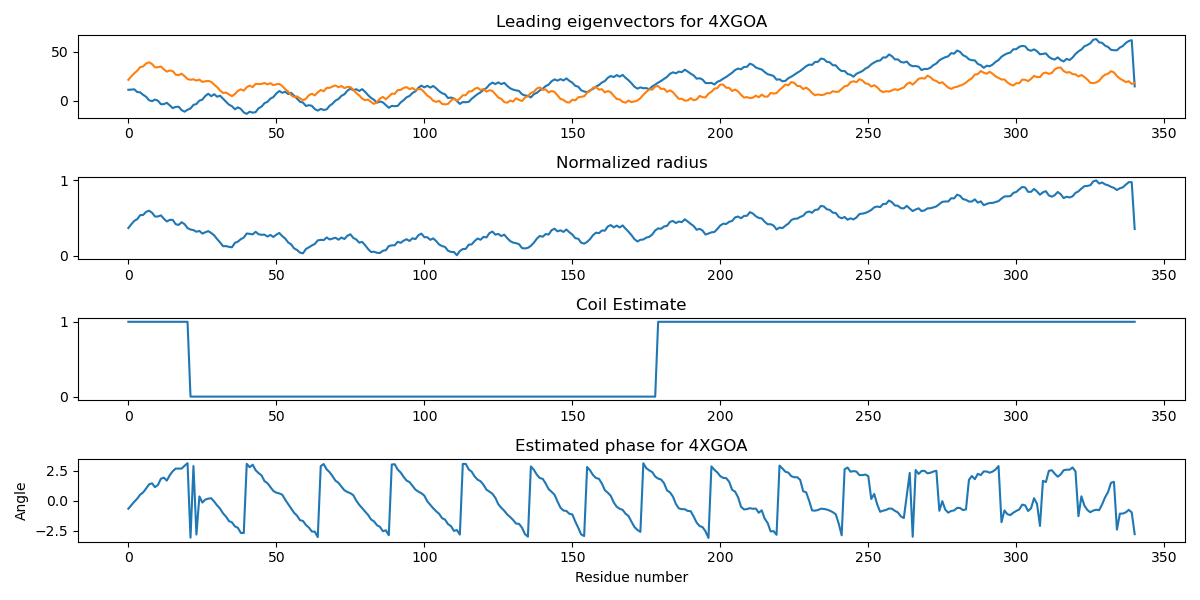 Leading eigenvectors for 4XGOA
50
0
0 50 100 150 200 250 300 350
Normalized radius
1
0
0 50 100 150 200 250 300 350
Coil Estimate
1
0
0 50 100 150 200 250 300 350
Estimated phase for 4XGOA
Angle
2.5
0.0
−2.5
0 50 100 150 200 250 300 350
Residue number